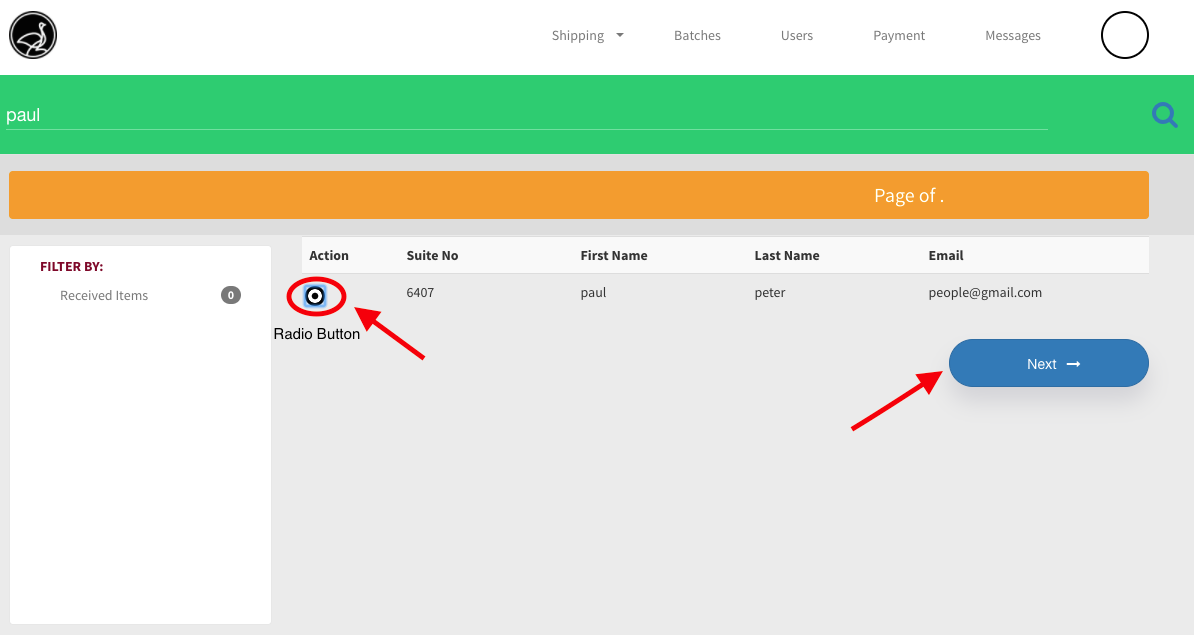 Shipping Batches Users Payment Messages
paul
Page of .
FILTER BY:
Received Items 0
Action Suite No First Name Last Name Email
6407 paul peter people@gmail.com
Radio Button
Next →